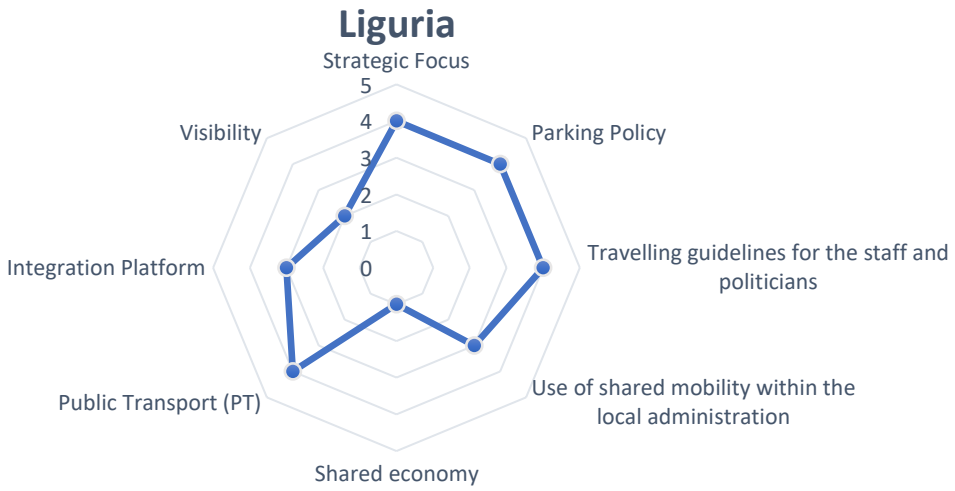 Liguria
Strategic Focus
5
Visibility
4
Parking Policy
3
2
1
Integration Platform
0
Travelling guidelines for the staff and
politicians
Public Transport (PT)
Use of shared mobility within the
local administration
Shared economy